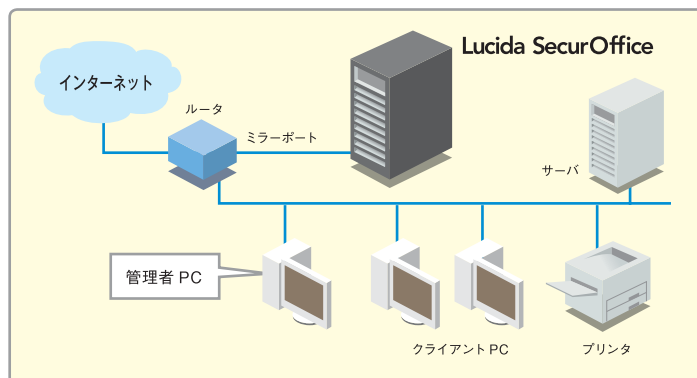 Lucida SecurOffice
インターネット
ルータ
ミラーポート
サーバ
管理者 PC
クライアント PC
プリンタ